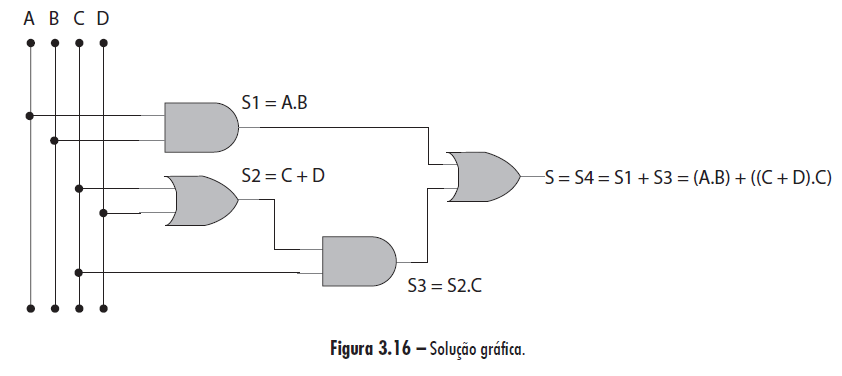 A B C D
S1 = A.B
S2 = C + D
S = S4 = S1 + S3 = (A.B) + ((C + D).C)
S3 = S2.C
Figura 3.16 – Solução gráfica.